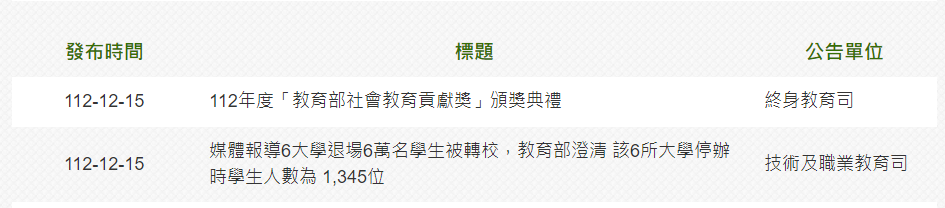 發布時間 標題 公告單位
112-12-15 112年度「教育部社會教育貢獻獎」頒獎典禮 終身教育司
媒體報導6大學退場6萬名學生被轉校，教育部澄清 該6所大學停辦
112-12-15 技術及職業教育司
時學生人數為 1,345位